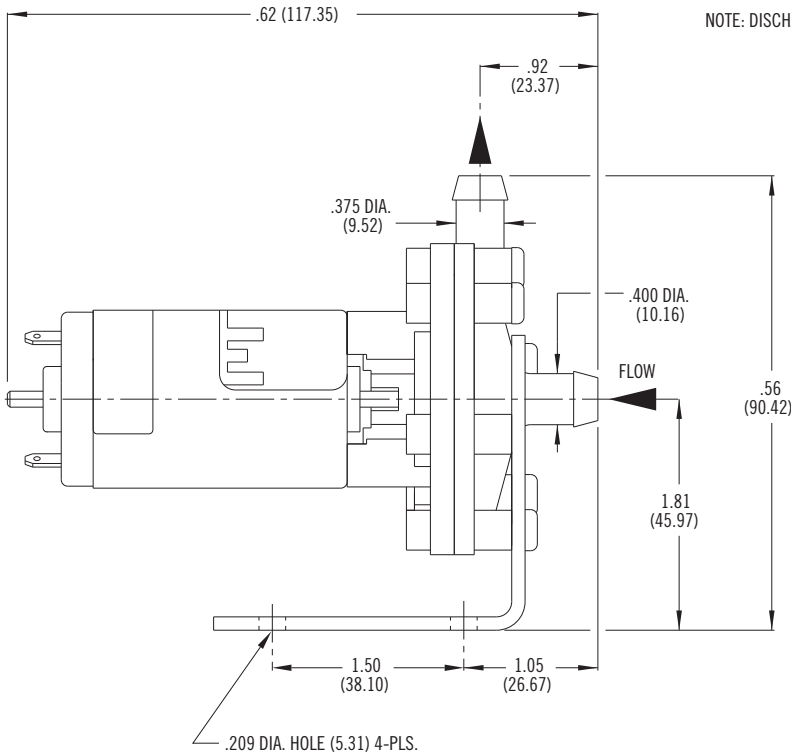 .62 (117.35)
NOTE: DISCH
.92
(23.37)
.375 DIA.
(9.52)
.400 DIA.
(10.16)
FLOW
.56
(90.42)
1.81
(45.97)
1.50
(38.10)
1.05
(26.67)
.209 DIA. HOLE (5.31) 4-PLS.